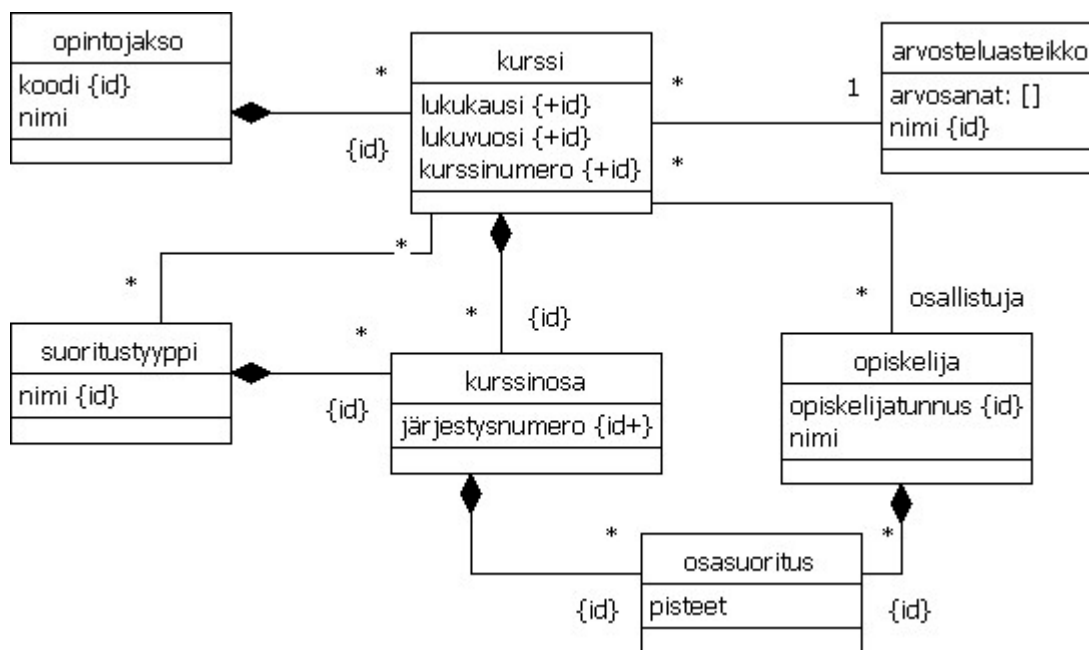 opintojakso
koodi {id}
nimi
*
{id}
kurssi
lukukausi {+id}
lukuvuosi {+id}
kurssinumero {+id}
*
1
*
arvosteluasteikko
arvosanat: []
nimi {id}
*
*
*
{id}
*
osallistuja
suoritustyyppi
nimi {id}
*
{id}
kurssinosa
järjestysnumero {id+}
opiskelija
opiskelijatunnus {id}
nimi
*
{id}
osasuoritus
pisteet
*
{id}